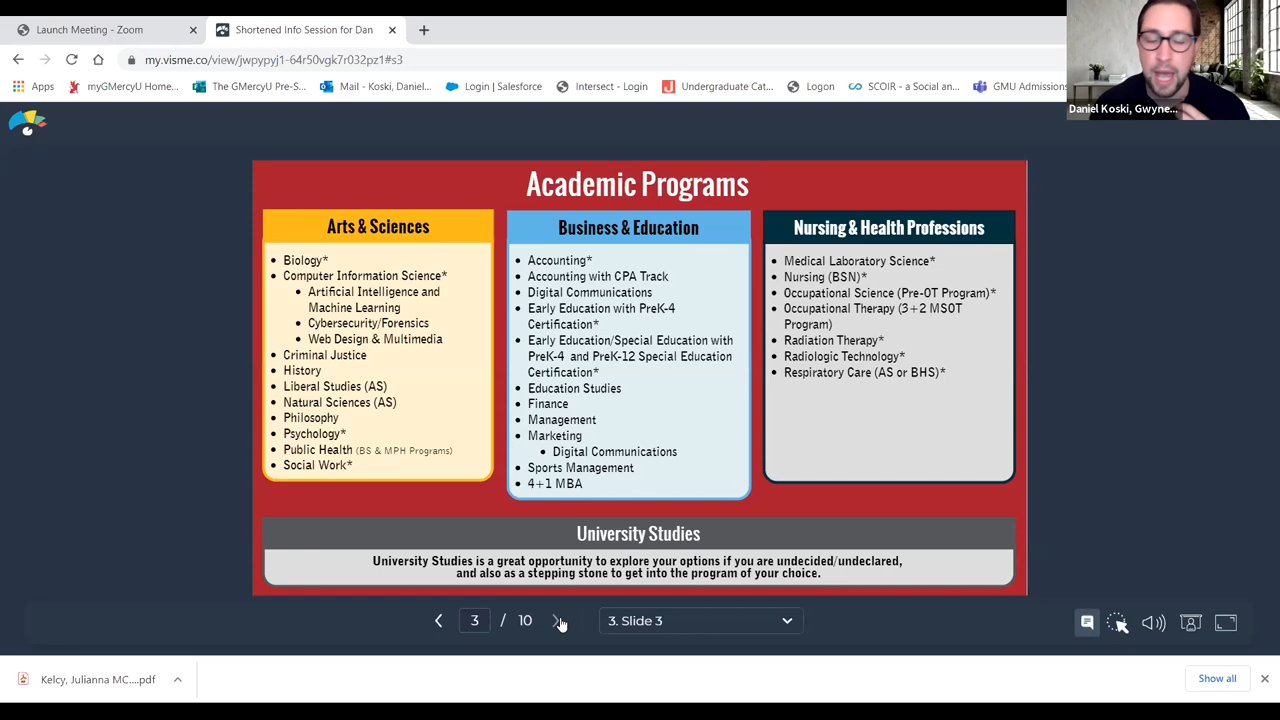 Launch Meeting - Zoom
Shortened Info Session for Dan
my.visme.co/view/jwpypyj1-64r50vgk7r032pz1#s3
Apps
myGMercyU Home...
The GMercyU Pre-S...
Mail - Koski, Daniel...
Login | Salesforce
Intersect - Login
Undergraduate Cat...
Logon
SCOIR - a Social an...
GMU Admissions
Daniel Koski, Gwyne...
Academic Programs
Arts & Sciences
• Biology*
• Computer Information Science*
• Artificial Intelligence and
Machine Learning
• Cybersecurity/Forensics
• Web Design & Multimedia
• Criminal Justice
• History
• Liberal Studies (AS)
• Natural Sciences (AS)
• Philosophy
• Psychology*
• Public Health (BS & MPH Programs)
• Social Work*
Business & Education
• Accounting*
• Accounting with CPA Track
• Digital Communications
• Early Education with PreK-4
Certification*
• Early Education/Special Education with
PreK-4 and PreK-12 Special Education
Certification*
• Education Studies
• Finance
• Management
• Marketing
• Digital Communications
• Sports Management
• 4+1 MBA
Nursing & Health Professions
• Medical Laboratory Science*
• Nursing (BSN)*
• Occupational Science (Pre-OT Program)*
• Occupational Therapy (3+2 MSOT
Program)
• Radiation Therapy*
• Radiologic Technology*
• Respiratory Care (AS or BHS)*
University Studies
University Studies is a great opportunity to explore your options if you are undecided/undeclared,
and also as a stepping stone to get into the program of your choice.
3 / 10
3. Slide 3
Kelcy, Julianna MC....pdf
Show all